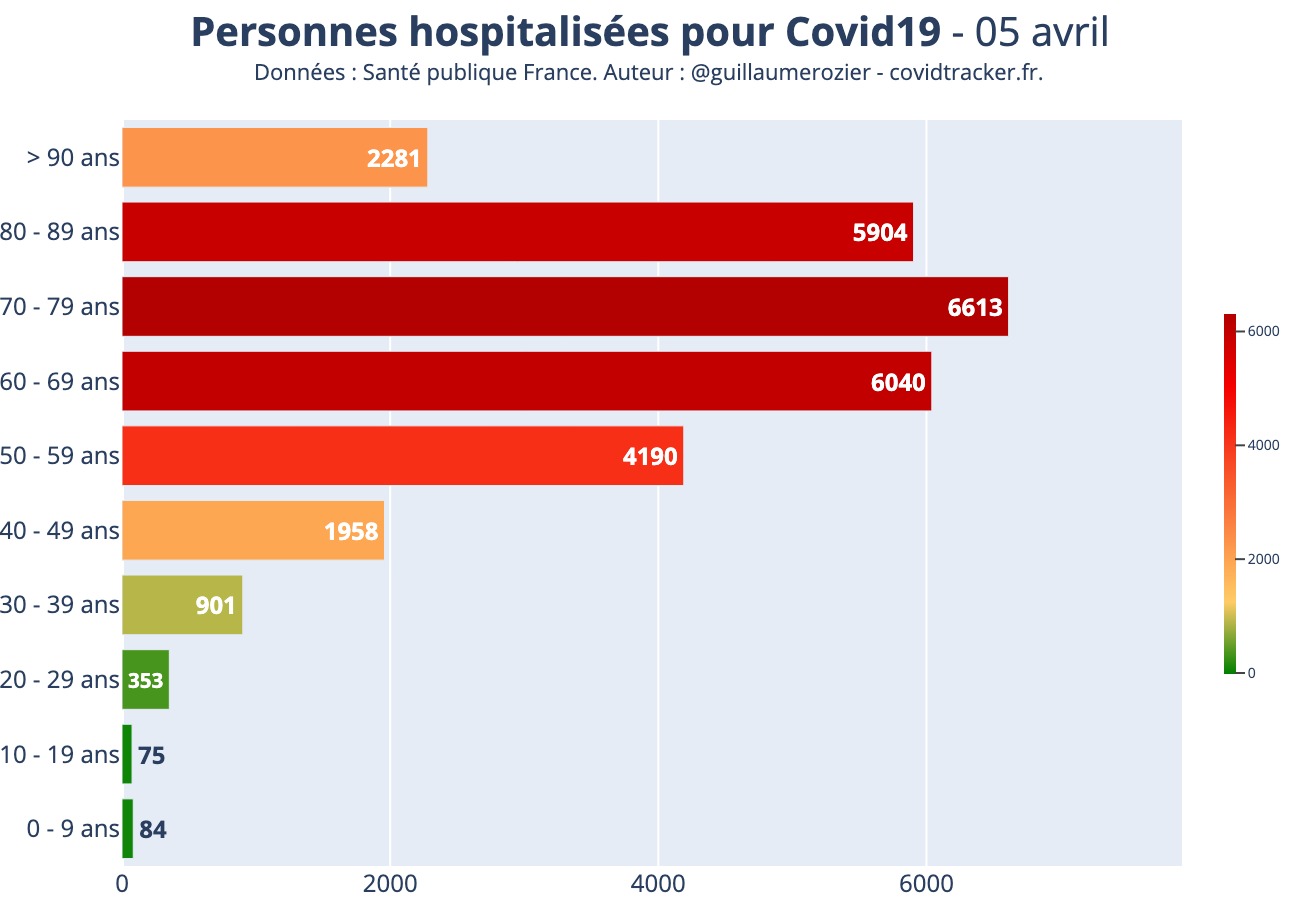 Personnes hospitalisées pour Covid19 - 05 avril
Données : Santé publique France. Auteur : @guillaumerozier - covidtracker.fr.
> 90 ans 2281
80 - 89 ans 5904
70 - 79 ans 6613
60 - 69 ans 6040
50 - 59 ans 4190
40 - 49 ans 1958
30 - 39 ans 901
20 - 29 ans 353
10 - 19 ans 75
0 - 9 ans 84
0 2000 4000 6000
6000
4000
2000
0